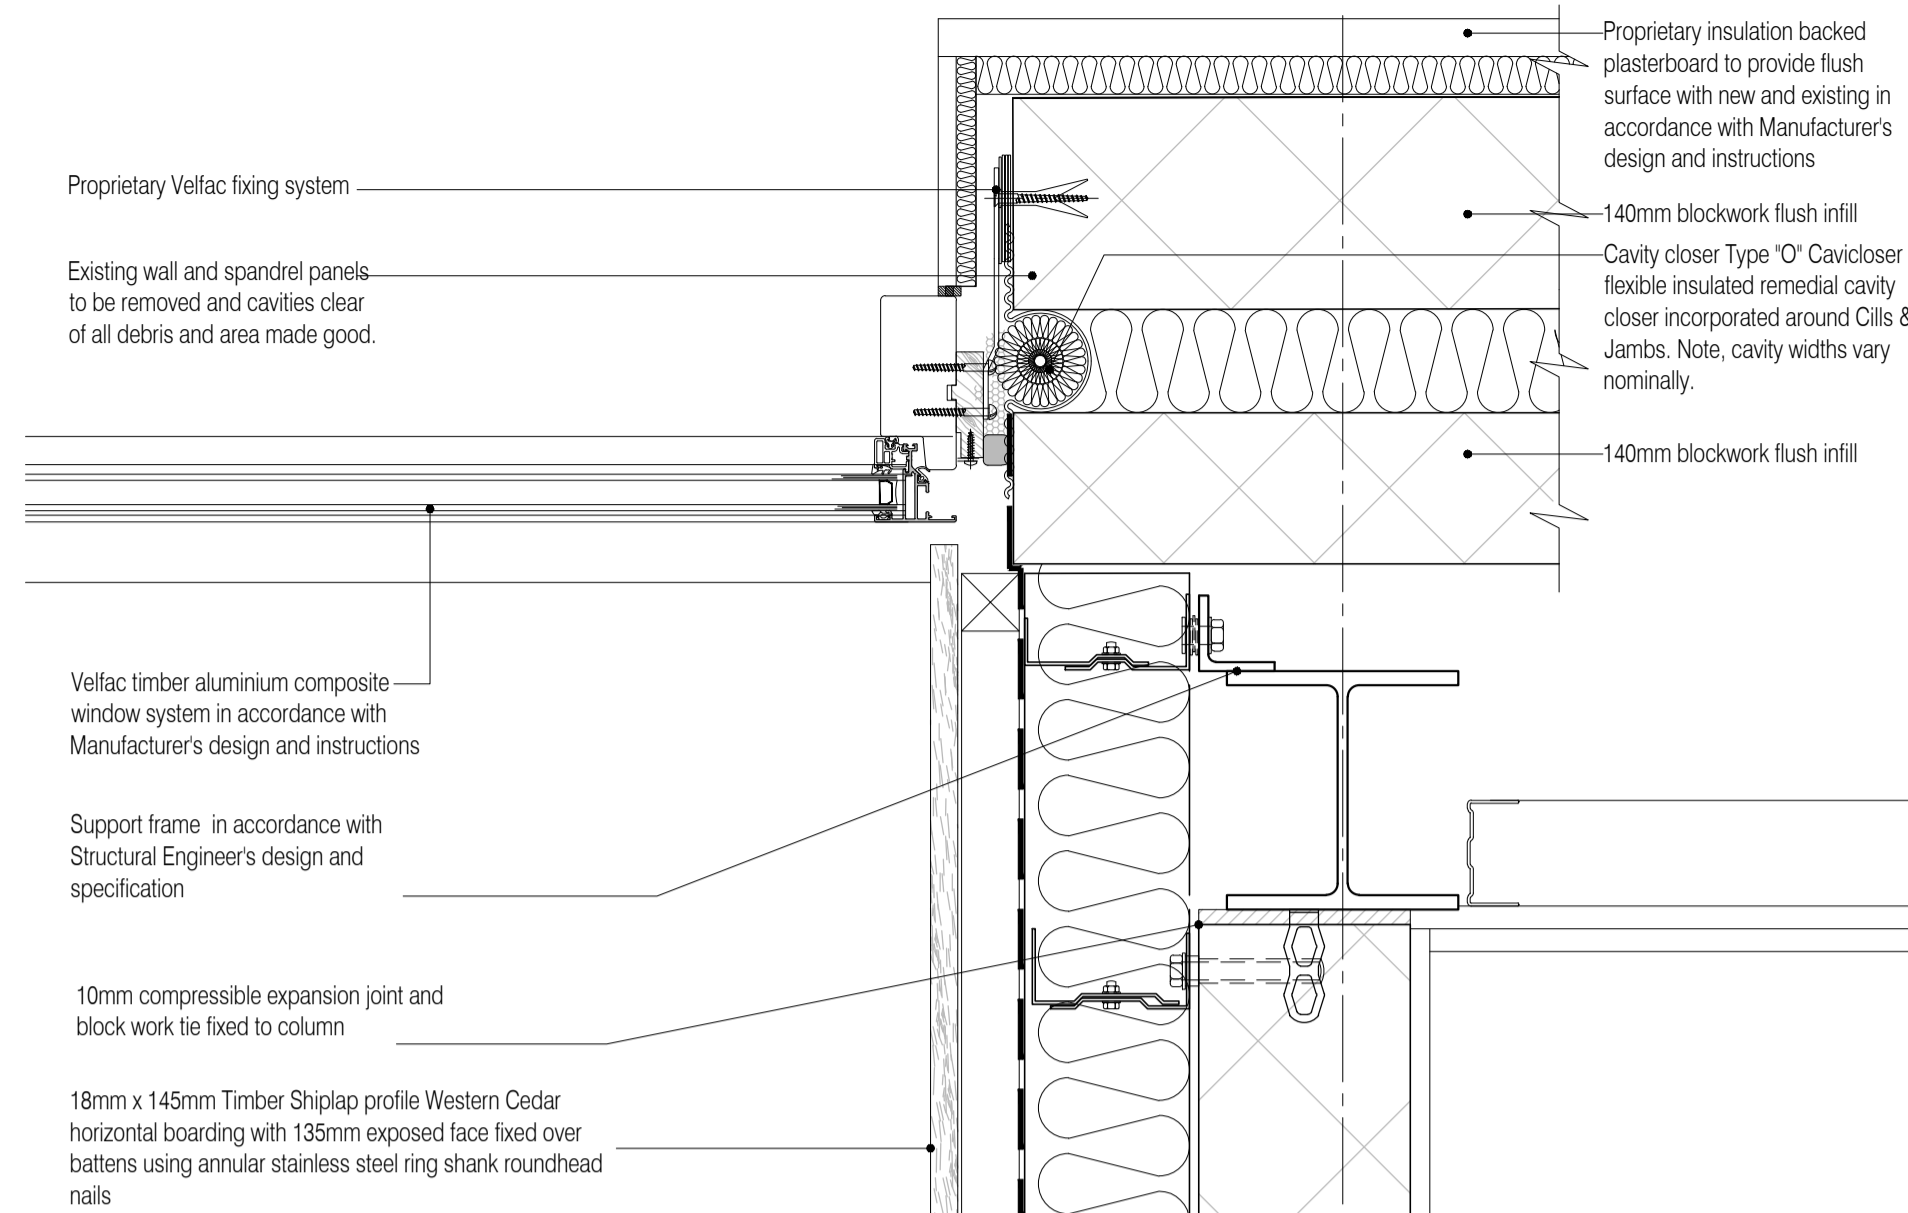 Proprietary insulation backed
plasterboard to provide flush
surface with new and existing in
accordance with Manufacturer's
design and instructions
140mm blockwork flush infill
Cavity closer Type "O" Cavicloser
flexible insulated remedial cavity
closer incorporated around Cills &
Jambs. Note, cavity widths vary
nominally.
140mm blockwork flush infill
Proprietary Velfac fixing system
Existing wall and spandrel panels
to be removed and cavities clear
of all debris and area made good.
Velfac timber aluminium composite
window system in accordance with
Manufacturer's design and instructions
Support frame in accordance with
Structural Engineer's design and
specification
10mm compressible expansion joint and
block work tie fixed to column
18mm x 145mm Timber Shiplap profile Western Cedar
horizontal boarding with 135mm exposed face fixed over
battens using annular stainless steel ring shank roundhead
nails